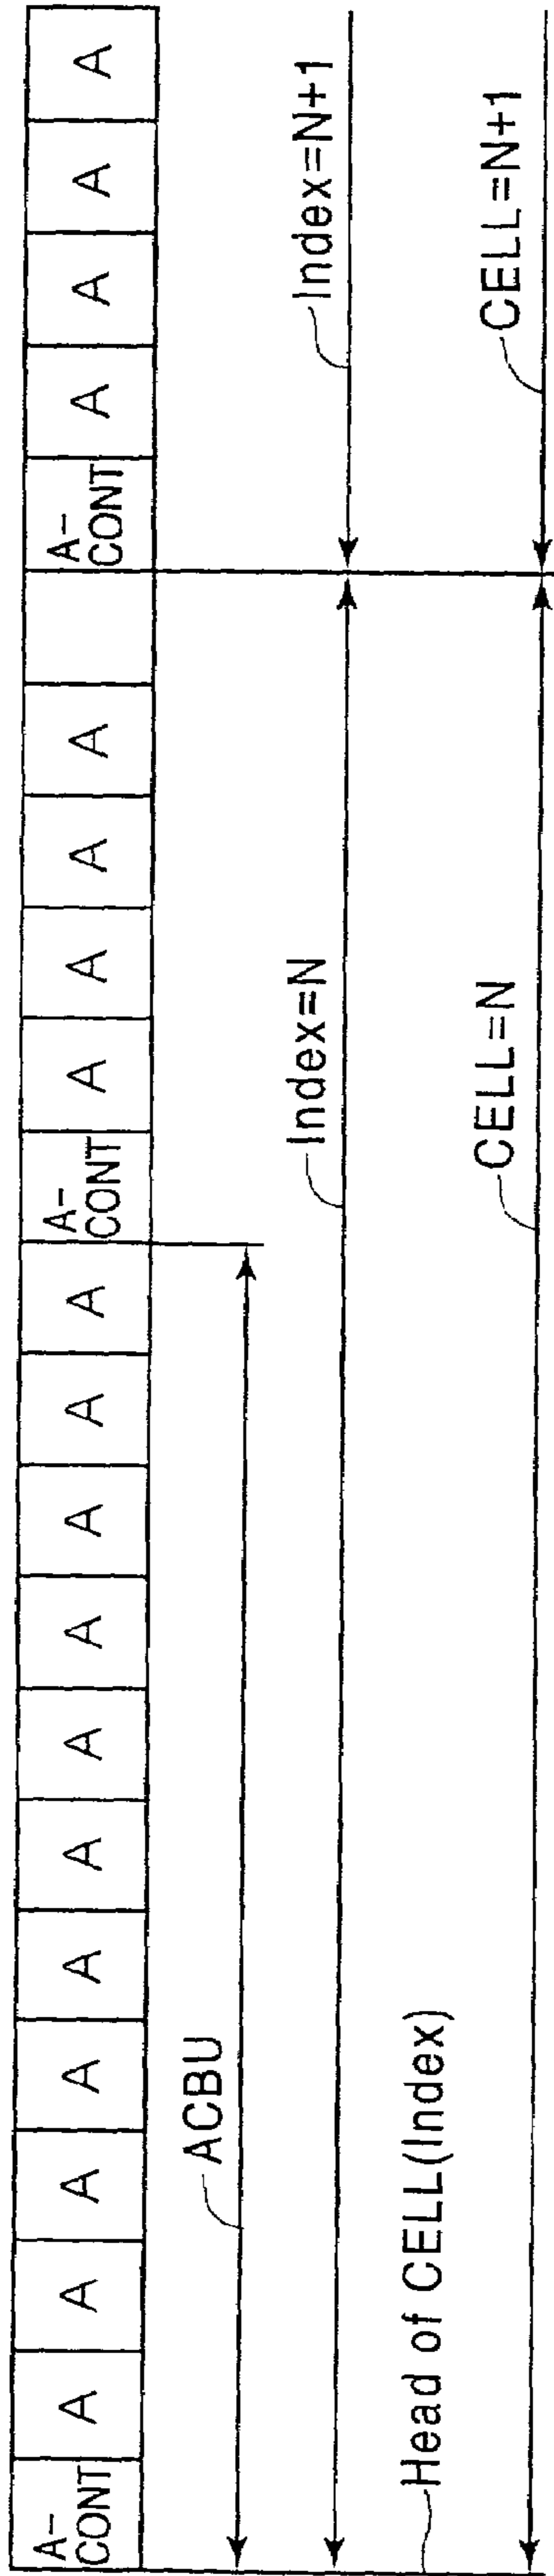 A-
CONT
A
A
A
A
A
A
A
A
A
A
A
A-
CONT
A
A
A
A
A-
CONT
A
A
A
A
ACBU
Index=N
Index=N+1
Head of CELL(Index)
CELL=N
CELL=N+1